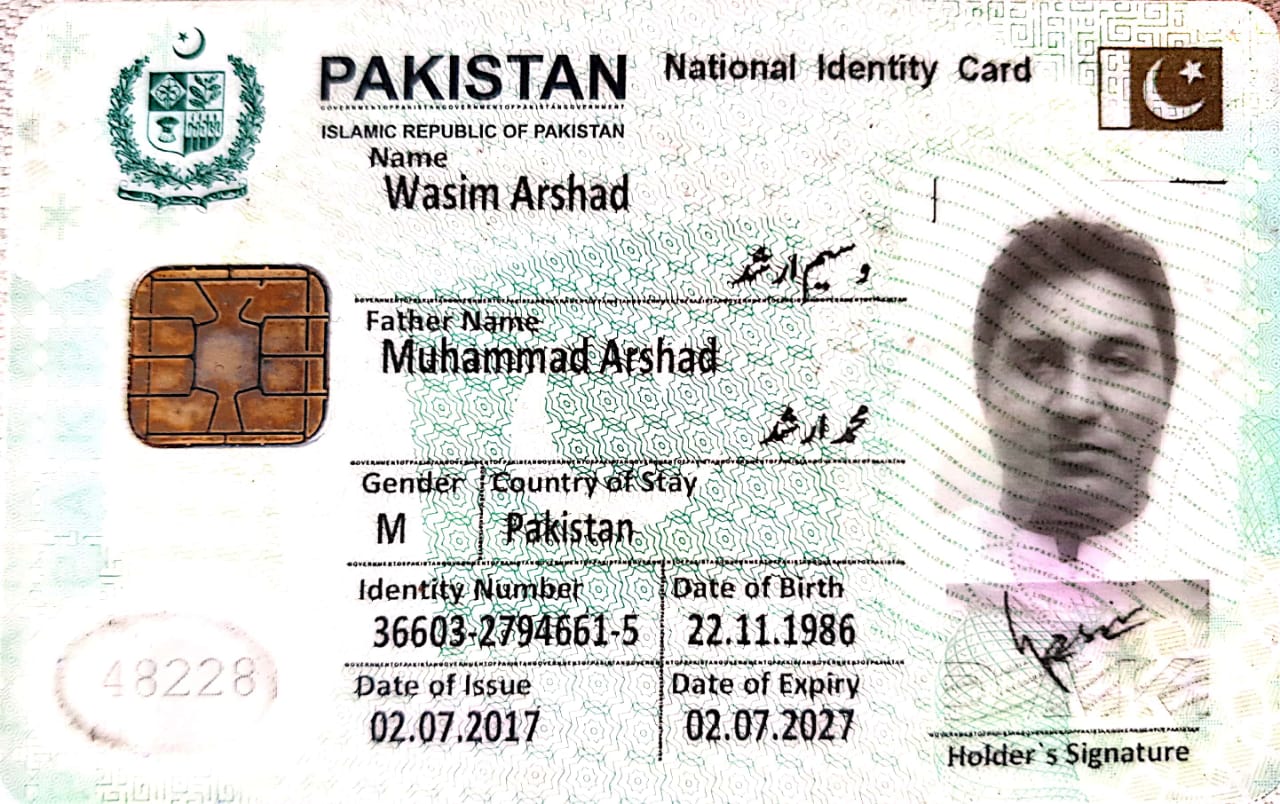 PAKISTAN National Identity Card
ISLAMIC REPUBLIC OF PAKISTAN
Name
Wasim Arshad
وسیم ارشد
Father Name
Muhammad Arshad
محمد ارشد
Gender Country of Stay
M Pakistan
Identity Number Date of Birth
36603-2794661-5 22.11.1986
Date of Issue Date of Expiry
02.07.2017 02.07.2027
48228
Holder`s Signature